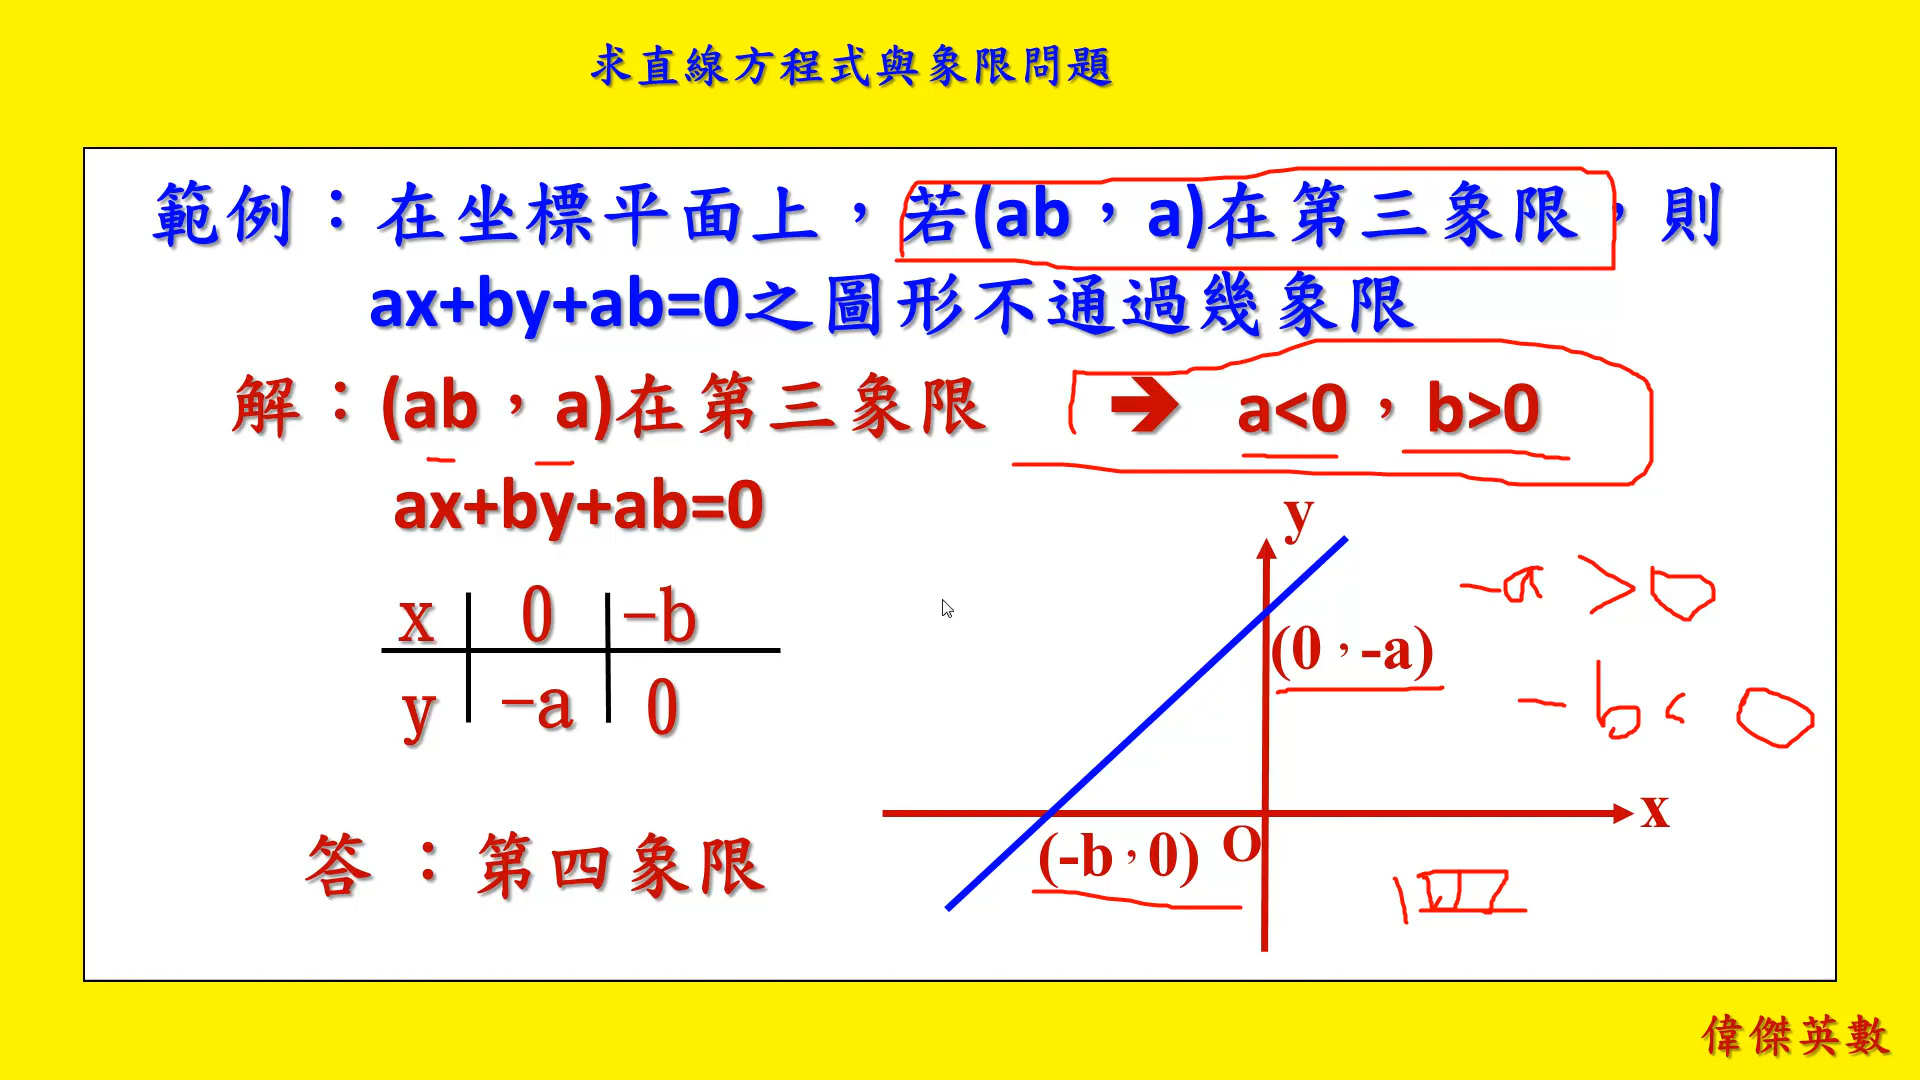 求直線方程式與象限問題
範例：在坐標平面上，若(ab，a)在第三象限，則
ax+by+ab=0之圖形不通過幾象限
解：(ab，a)在第三象限 ➔ a<0，b>0
ax+by+ab=0
x 0 -b
y -a 0
答：第四象限
y
(0，-a)
x
(-b，0) O
-a > 0
-b < 0
四
偉傑英數